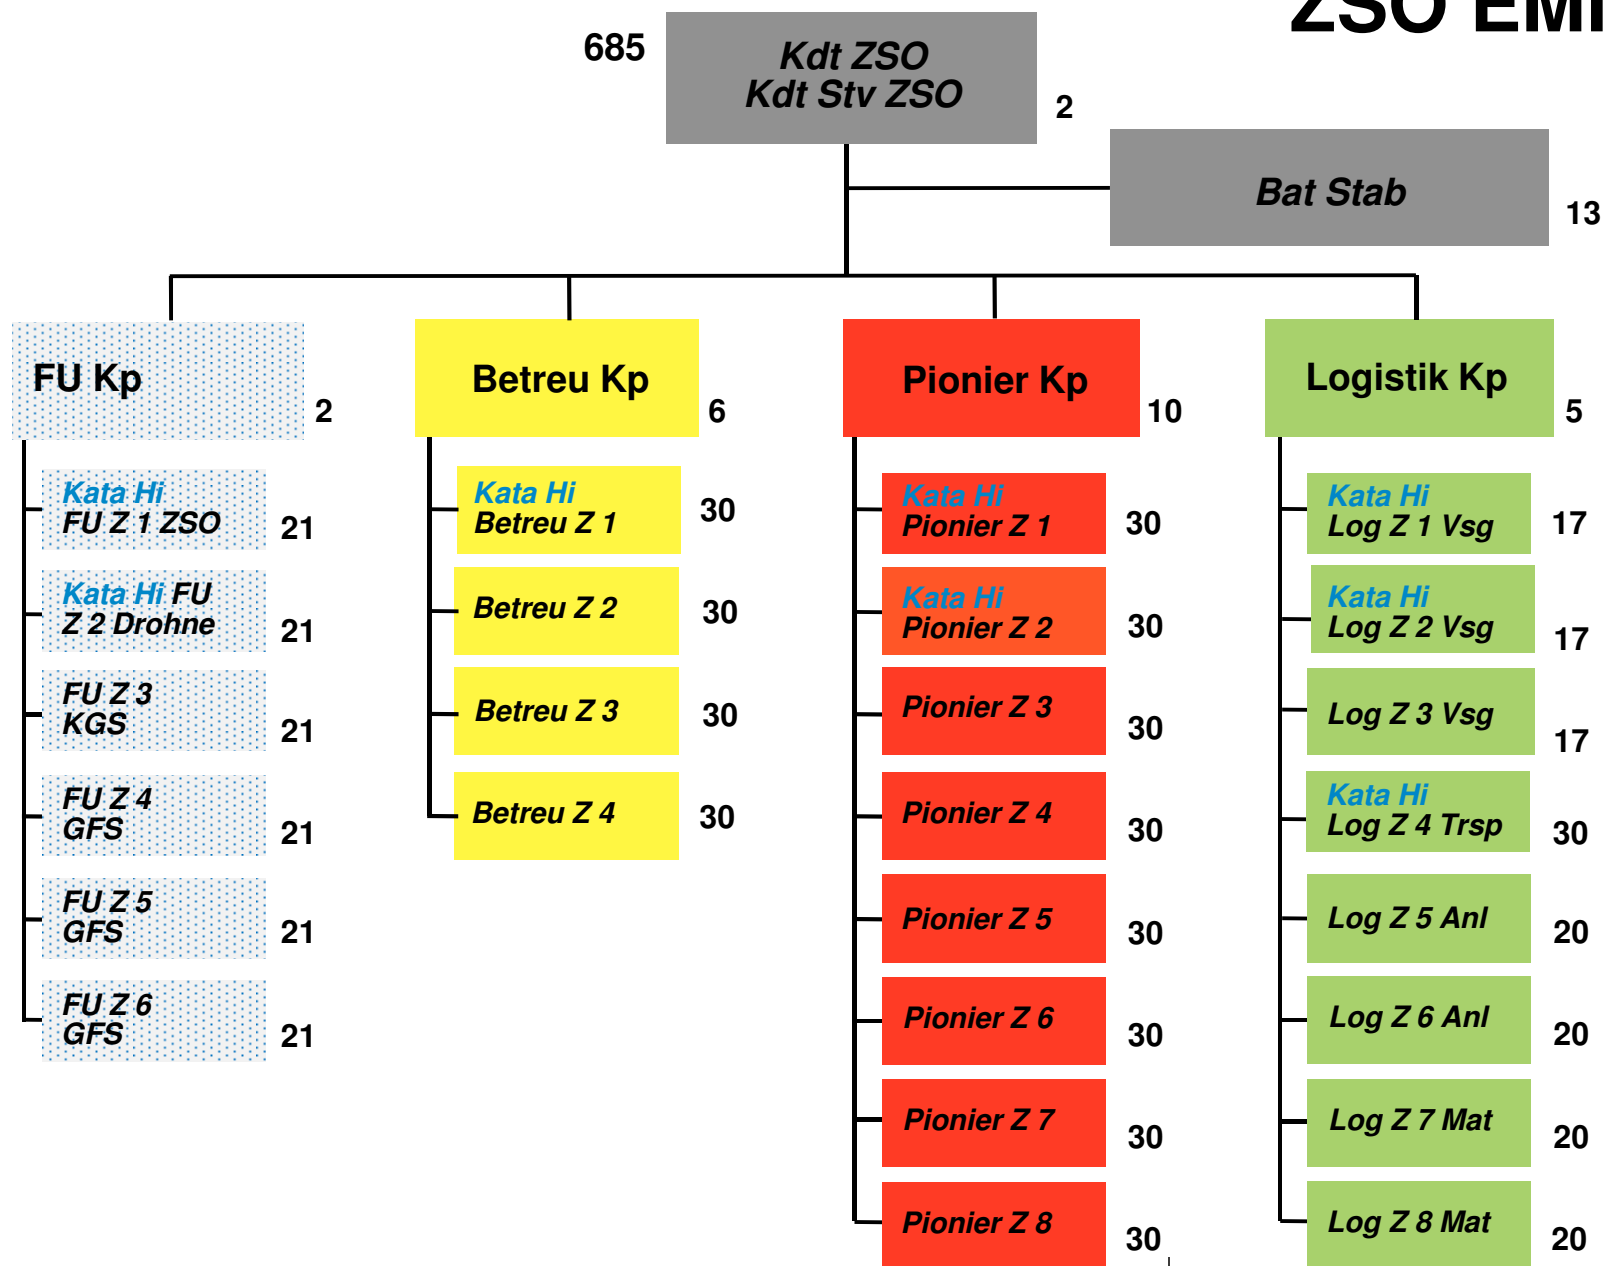 ZSO EMI
685
Kdt ZSO
Kdt Stv ZSO
2
Bat Stab
13
FU Kp
2
Kata Hi
FU Z 1 ZSO
21
Kata Hi FU
Z 2 Drohne
21
FU Z 3
KGS
21
FU Z 4
GFS
21
FU Z 5
GFS
21
FU Z 6
GFS
21
Betreu Kp
6
Kata Hi
Betreu Z 1
30
Betreu Z 2
30
Betreu Z 3
30
Betreu Z 4
30
Pionier Kp
10
Kata Hi
Pionier Z 1
30
Kata Hi
Pionier Z 2
30
Pionier Z 3
30
Pionier Z 4
30
Pionier Z 5
30
Pionier Z 6
30
Pionier Z 7
30
Pionier Z 8
30
Logistik Kp
5
Kata Hi
Log Z 1 Vsg
17
Kata Hi
Log Z 2 Vsg
17
Log Z 3 Vsg
17
Kata Hi
Log Z 4 Trsp
30
Log Z 5 Anl
20
Log Z 6 Anl
20
Log Z 7 Mat
20
Log Z 8 Mat
20